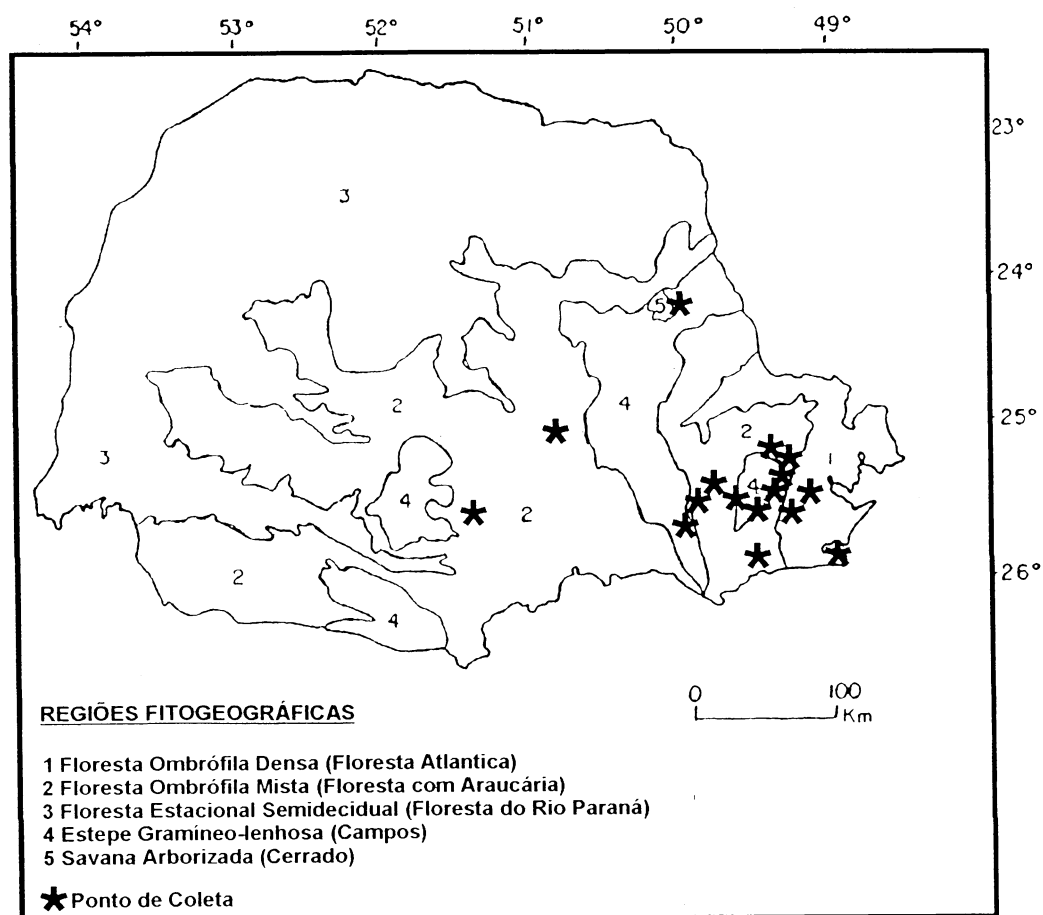 54° 53° 52° 51° 50° 49°
23°
3
24°
5
4
2
25°
2
1
3
4
4
2
26°
2
4
0 100
Km
REGIÕES FITOGEOGRÁFICAS
1 Floresta Ombrófila Densa (Floresta Atlantica)
2 Floresta Ombrófila Mista (Floresta com Araucária)
3 Floresta Estacional Semidecidual (Floresta do Rio Paraná)
4 Estepe Gramíneo-lenhosa (Campos)
5 Savana Arborizada (Cerrado)
Ponto de Coleta